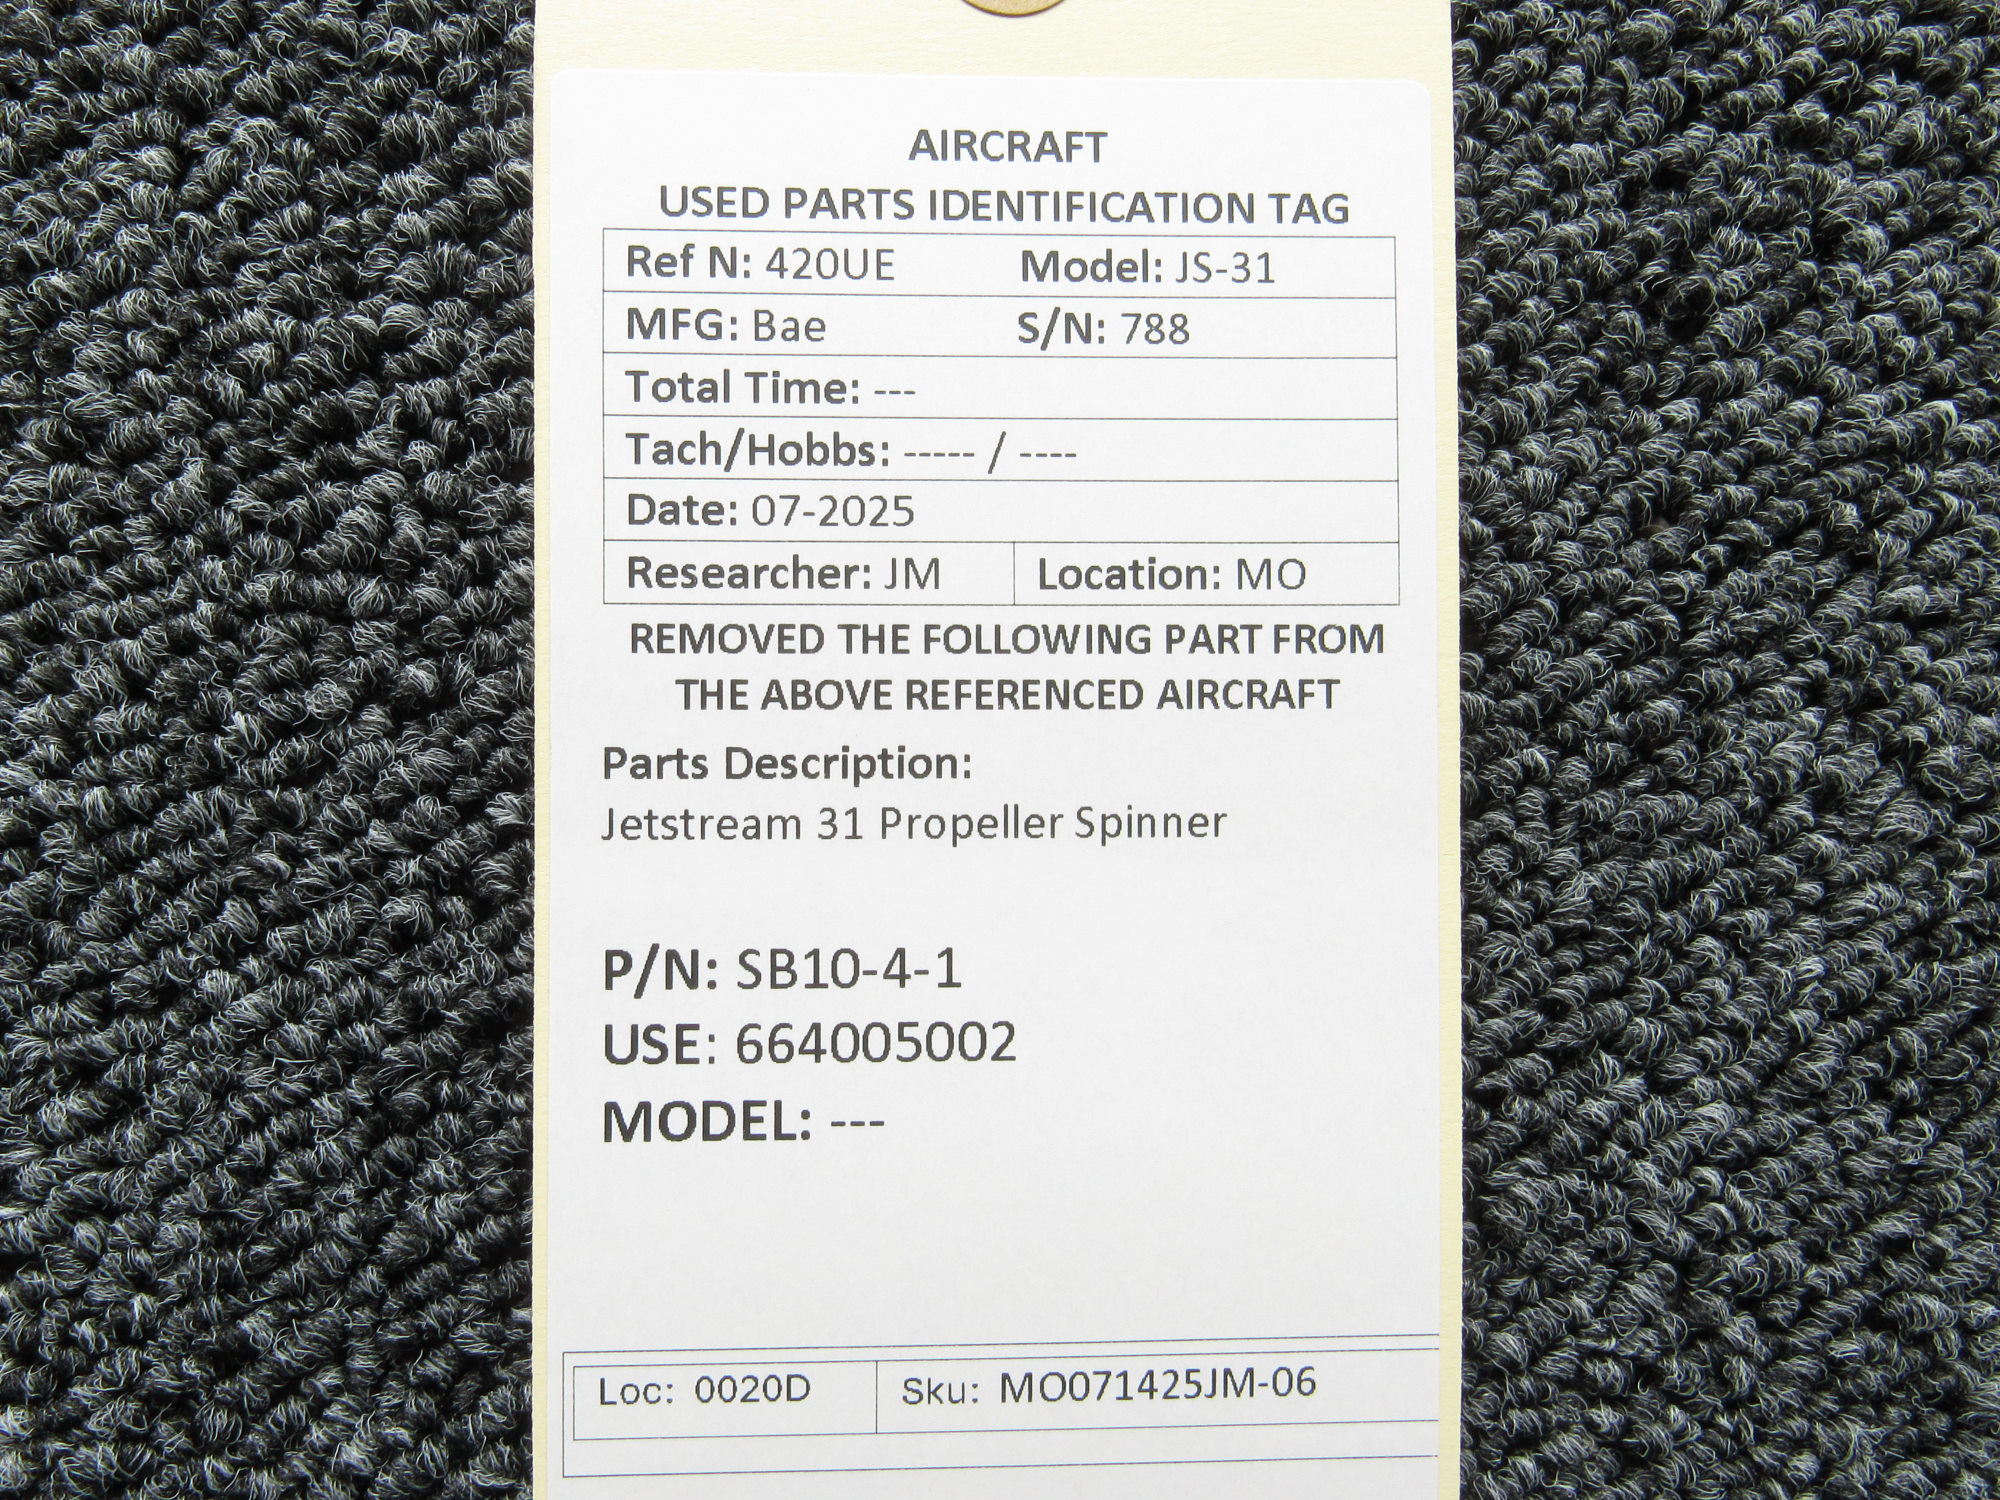 AIRCRAFT
USED PARTS IDENTIFICATION TAG
Ref N: 420UE Model: JS-31
MFG: Bae S/N: 788
Total Time: ---
Tach/Hobbs: ----- / ----
Date: 07-2025
Researcher: JM Location: MO
REMOVED THE FOLLOWING PART FROM
THE ABOVE REFERENCED AIRCRAFT
Parts Description:
Jetstream 31 Propeller Spinner
P/N: SB10-4-1
USE: 664005002
MODEL: ---
Loc: 0020D Sku: MO071425JM-06